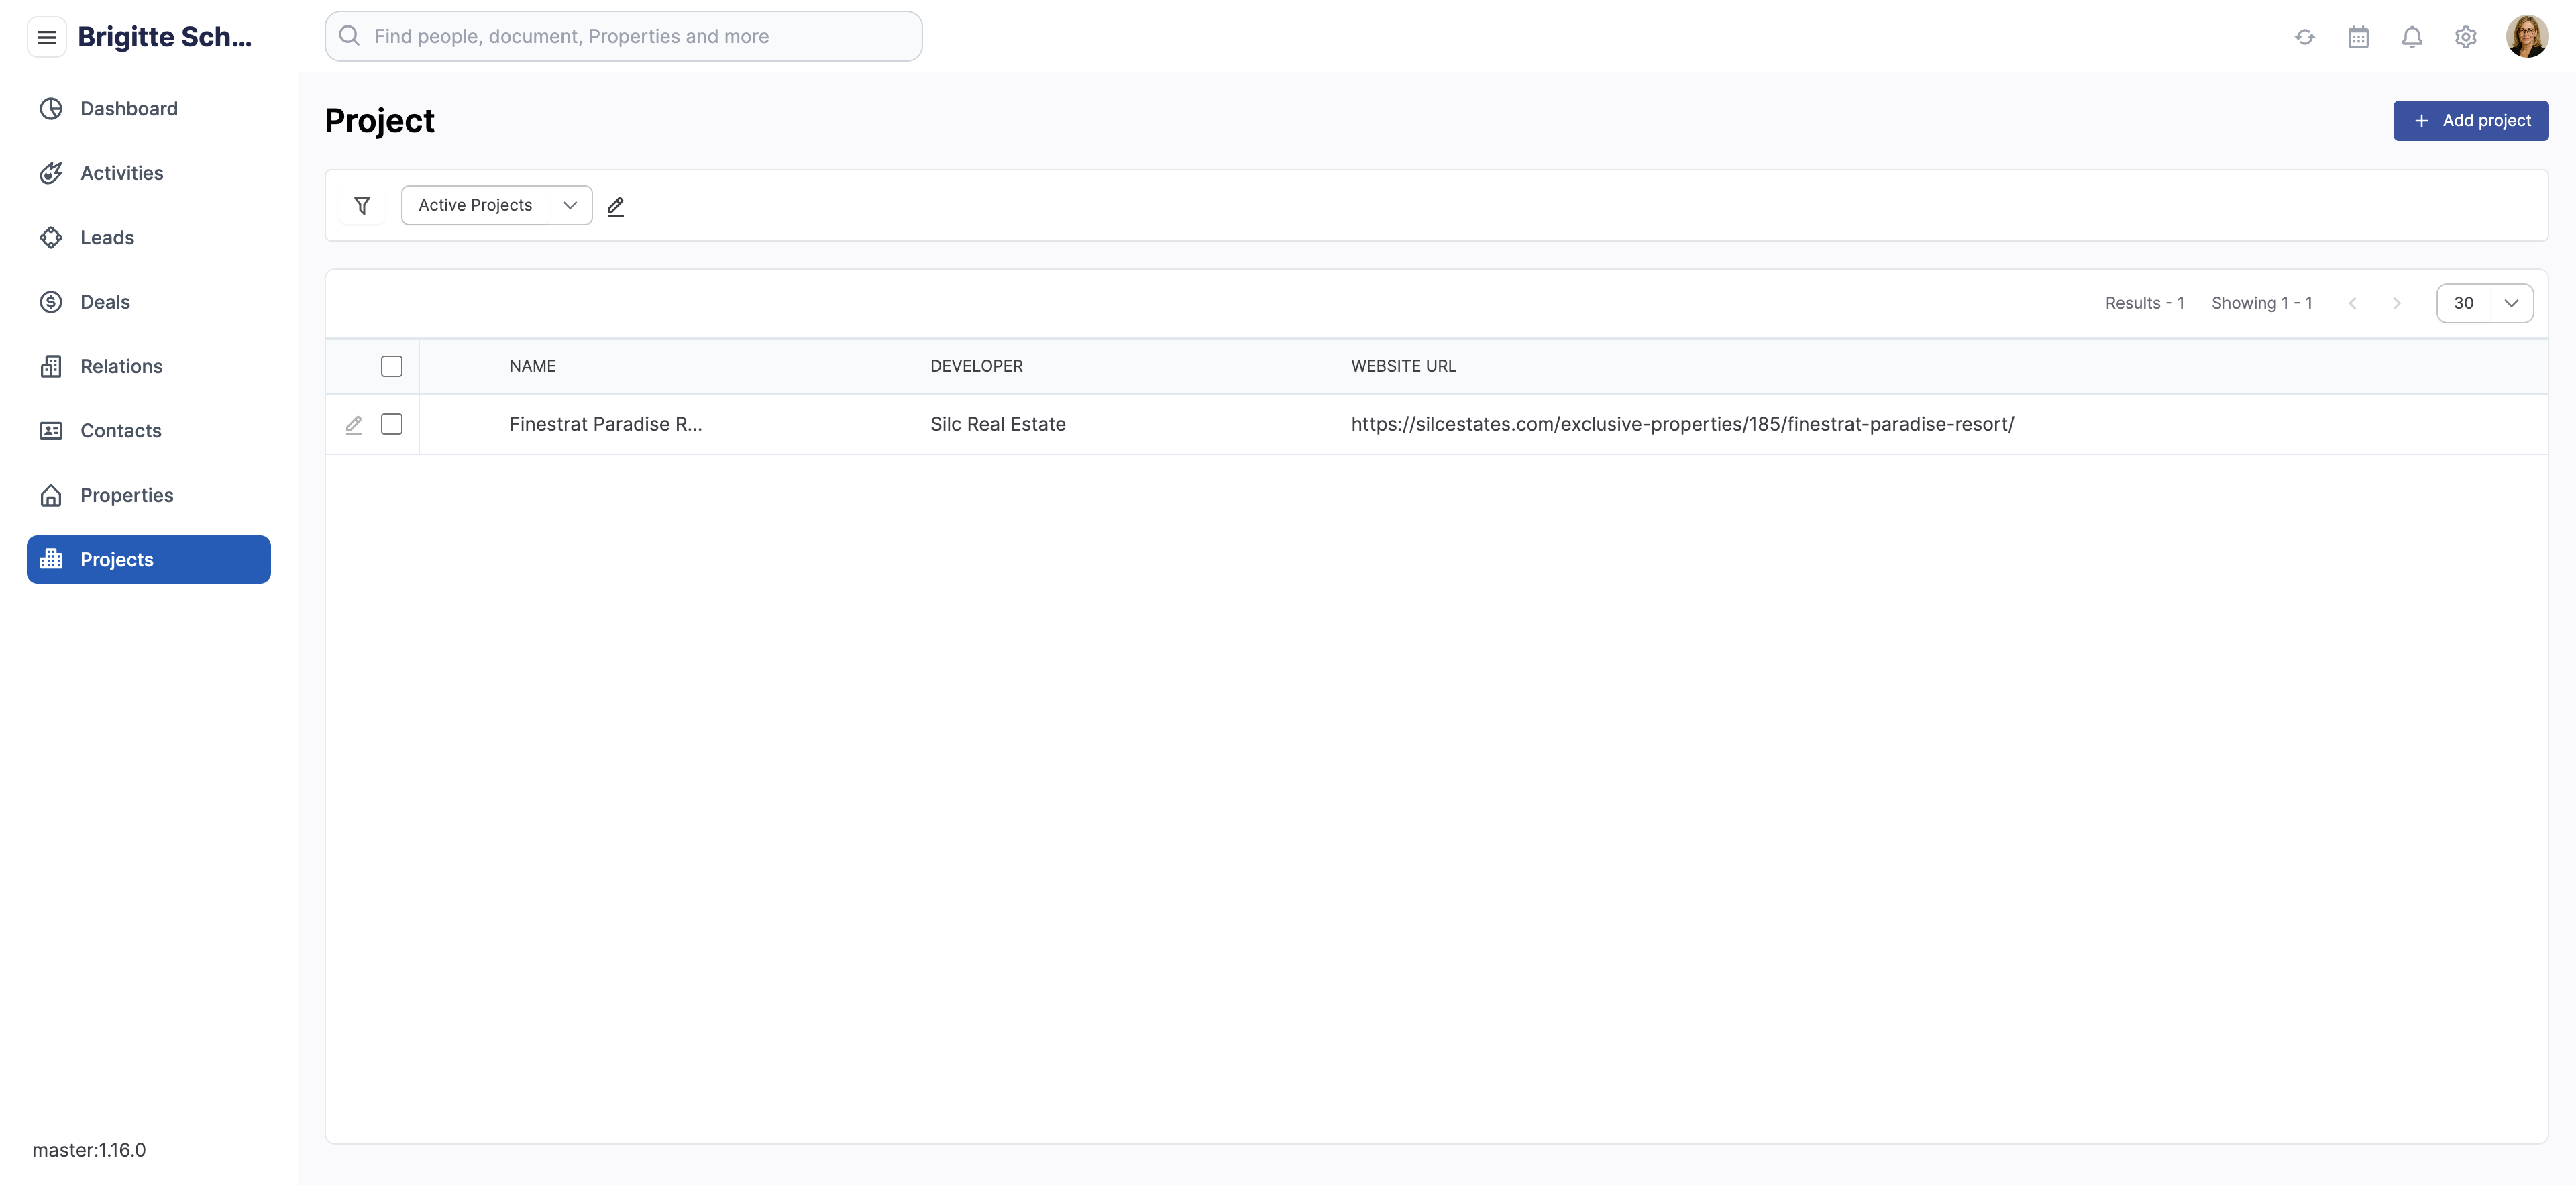 Brigitte Sch...
Find people, document, Properties and more
Dashboard
Activities
Leads
Deals
Relations
Contacts
Properties
Projects
master:1.16.0
Project
Add project
Active Projects
Results - 1 Showing 1 - 1 30
NAME DEVELOPER WEBSITE URL
Finestrat Paradise R... Silc Real Estate https://silcestates.com/exclusive-properties/185/finestrat-paradise-resort/